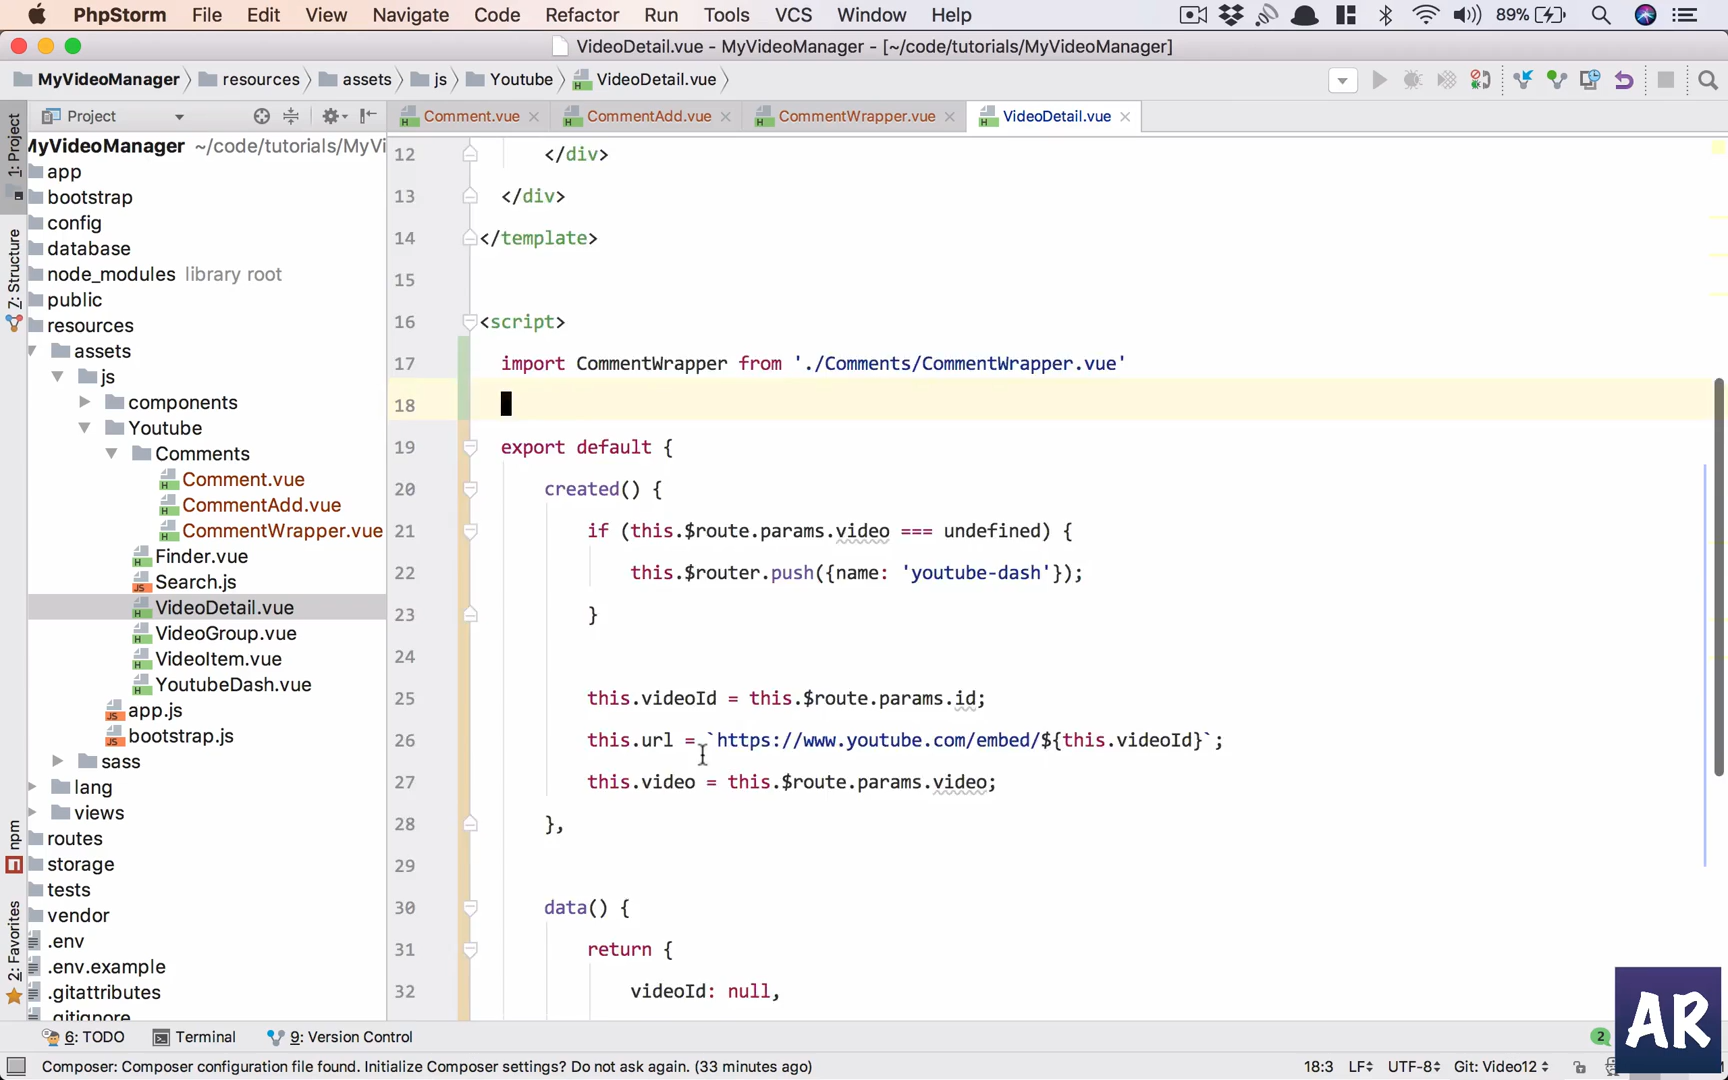 PhpStorm File Edit View Navigate Code Refactor Run Tools VCS Window Help 89%
VideoDetail.vue - MyVideoManager - [~/code/tutorials/MyVideoManager]
MyVideoManager resources assets js Youtube VideoDetail.vue
1: Project
7: Structure
npm
2: Favorites
Project
MyVideoManager ~/code/tutorials/MyVi
app
bootstrap
config
database
node_modules library root
public
resources
assets
js
components
Youtube
Comments
Comment.vue
CommentAdd.vue
CommentWrapper.vue
Finder.vue
Search.js
VideoDetail.vue
VideoGroup.vue
VideoItem.vue
YoutubeDash.vue
app.js
bootstrap.js
sass
lang
views
routes
storage
tests
vendor
.env
.env.example
.gitattributes
.gitignore
Comment.vue CommentAdd.vue CommentWrapper.vue VideoDetail.vue
12 </div>
13 </div>
14 </template>
15
16 <script>
17 import CommentWrapper from './Comments/CommentWrapper.vue'
18
19 export default {
20 created() {
21 if (this.$route.params.video === undefined) {
22 this.$router.push({name: 'youtube-dash'});
23 }
24
25 this.videoId = this.$route.params.id;
26 this.url = `https://www.youtube.com/embed/${this.videoId}`;
27 this.video = this.$route.params.video;
28 },
29
30 data() {
31 return {
32 videoId: null,
6: TODO Terminal 9: Version Control 2
Composer: Composer configuration file found. Initialize Composer settings? Do not ask again. (33 minutes ago) 18:3 LF UTF-8 Git: Video12
AR